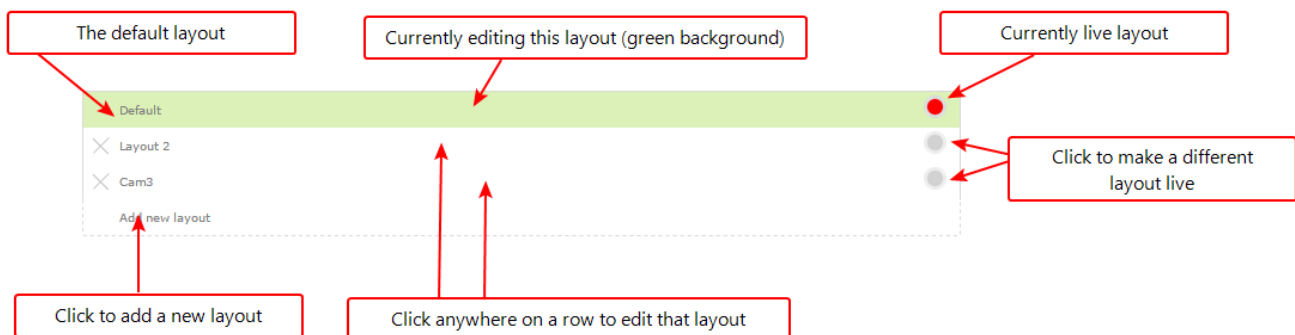 The default layout
Currently editing this layout (green background)
Currently live layout
Default
Layout 2
Cam3
Add new layout
Click to make a different
layout live
Click to add a new layout
Click anywhere on a row to edit that layout